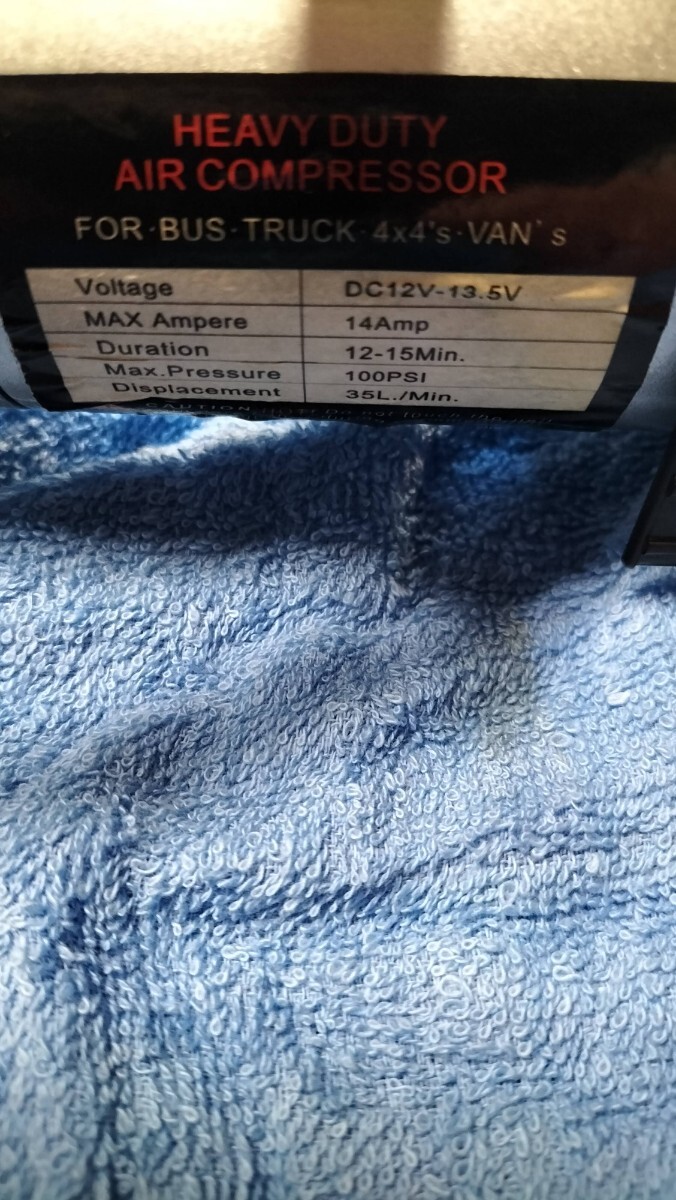 HEAVY DUTY
AIR COMPRESSOR
FOR·BUS·TRUCK·4x4's·VAN's
Voltage DC12V-13.5V
MAX Ampere 14Amp
Duration 12-15Min.
Max.Pressure 100PSI
Displacement 35L./Min.
CAUTION